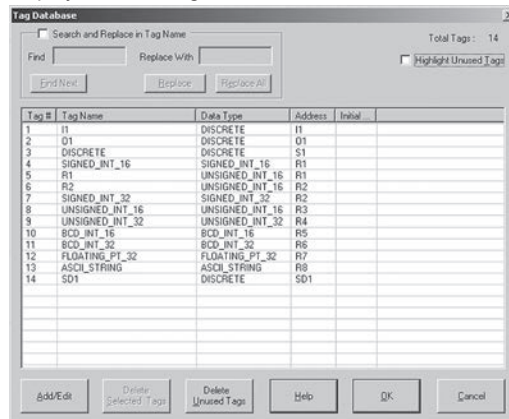 Tag Database
Search and Replace in Tag Name
Total Tags: 14
Find
Replace With
Highlight Unused Tags
Find Next
Replace
Replace All
Tag # Tag Name Data Type Address Initial ...
1 I1 DISCRETE I1
2 O1 DISCRETE O1
3 DISCRETE DISCRETE S1
4 SIGNED_INT_16 SIGNED_INT_16 R1
5 R1 UNSIGNED_INT_16 R1
6 R2 UNSIGNED_INT_16 R2
7 SIGNED_INT_32 SIGNED_INT_32 R2
8 UNSIGNED_INT_16 UNSIGNED_INT_16 R3
9 UNSIGNED_INT_32 UNSIGNED_INT_32 R4
10 BCD_INT_16 BCD_INT_16 R5
11 BCD_INT_32 BCD_INT_32 R6
12 FLOATING_PT_32 FLOATING_PT_32 R7
13 ASCII_STRING ASCII_STRING R8
14 SD1 DISCRETE SD1
Add/Edit
Delete
Selected Tags
Delete
Unused Tags
Help
OK
Cancel